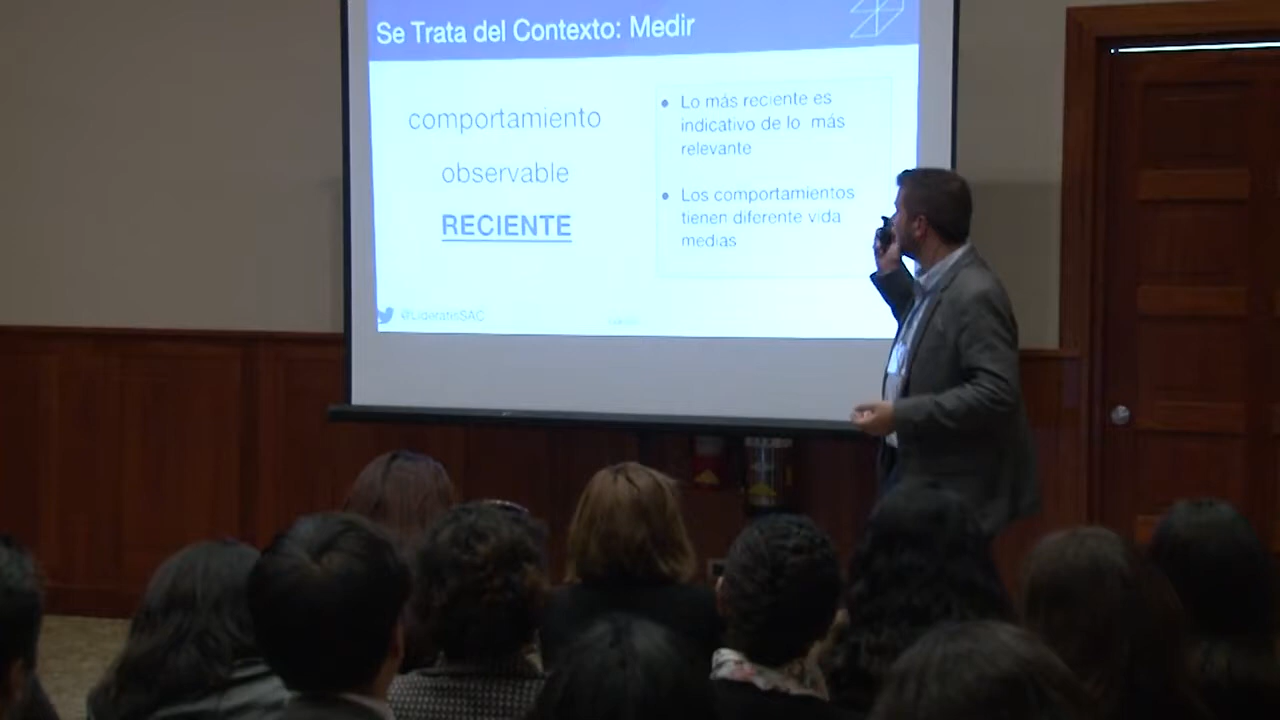 Se Trata del Contexto: Medir
comportamiento
observable
RECIENTE
Lo más reciente es
indicativo de lo más
relevante
Los comportamientos
tienen diferente vida
medias